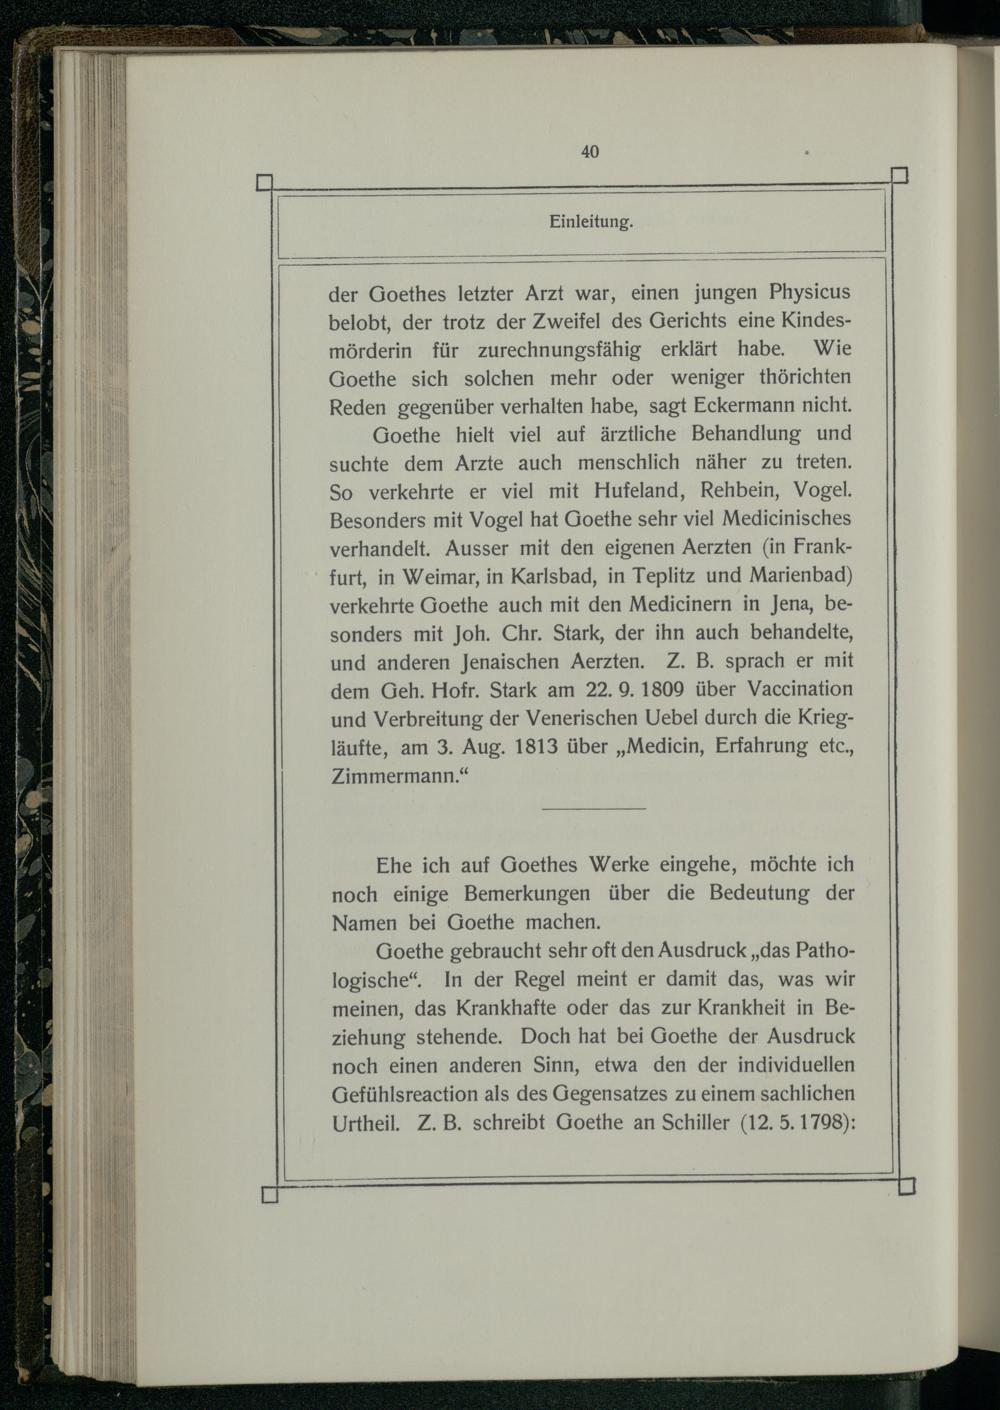 40
Einleitung.
der Goethes letzter Arzt war, einen jungen Physicus
belobt, der trotz der Zweifel des Gerichts eine Kindes-
mörderin für zurechnungsfähig erklärt habe. Wie
Goethe sich solchen mehr oder weniger thörichten
Reden gegenüber verhalten habe, sagt Eckermann nicht.
Goethe hielt viel auf ärztliche Behandlung und
suchte dem Arzte auch menschlich näher zu treten.
So verkehrte er viel mit Hufeland, Rehbein, Vogel.
Besonders mit Vogel hat Goethe sehr viel Medicinisches
verhandelt. Ausser mit den eigenen Aerzten (in Frank-
furt, in Weimar, in Karlsbad, in Teplitz und Marienbad)
verkehrte Goethe auch mit den Medicinern in Jena, be-
sonders mit Joh. Chr. Stark, der ihn auch behandelte,
und anderen Jenaischen Aerzten. Z. B. sprach er mit
dem Geh. Hofr. Stark am 22. 9. 1809 über Vaccination
und Verbreitung der Venerischen Uebel durch die Krieg-
läufte, am 3. Aug. 1813 über „Medicin, Erfahrung etc.,
Zimmermann.“
Ehe ich auf Goethes Werke eingehe, möchte ich
noch einige Bemerkungen über die Bedeutung der
Namen bei Goethe machen.
Goethe gebraucht sehr oft den Ausdruck „das Patho-
logische“. In der Regel meint er damit das, was wir
meinen, das Krankhafte oder das zur Krankheit in Be-
ziehung stehende. Doch hat bei Goethe der Ausdruck
noch einen anderen Sinn, etwa den der individuellen
Gefühlsreaction als des Gegensatzes zu einem sachlichen
Urtheil. Z. B. schreibt Goethe an Schiller (12. 5. 1798):